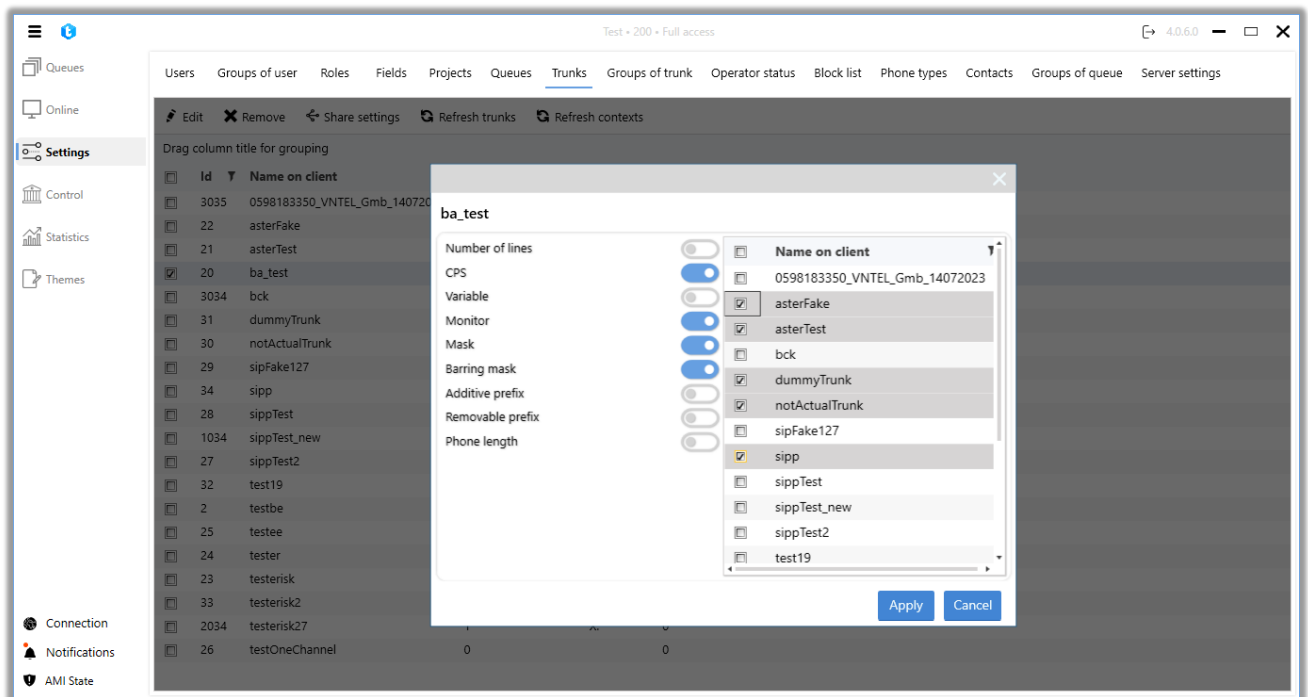 Test • 200 • Full access
4.0.6.0
Queues
Online
Settings
Control
Statistics
Themes
Connection
Notifications
AMI State
Users Groups of user Roles Fields Projects Queues Trunks Groups of trunk Operator status Block list Phone types Contacts Groups of queue Server settings
Edit Remove Share settings Refresh trunks Refresh contexts
Drag column title for grouping
Id Name on client
3035 0598183350_VNTEL_Gmb_140720
22 asterFake
21 asterTest
20 ba_test
3034 bck
31 dummyTrunk
30 notActualTrunk
29 sipFake127
34 sipp
28 sippTest
1034 sippTest_new
27 sippTest2
32 test19
2 testbe
25 testee
24 tester
23 testerisk
33 testerisk2
2034 testerisk27
26 testOneChannel 0 0
ba_test
Number of lines
CPS
Variable
Monitor
Mask
Barring mask
Additive prefix
Removable prefix
Phone length
Name on client
0598183350_VNTEL_Gmb_14072023
asterFake
asterTest
bck
dummyTrunk
notActualTrunk
sipFake127
sipp
sippTest
sippTest_new
sippTest2
test19
Apply Cancel